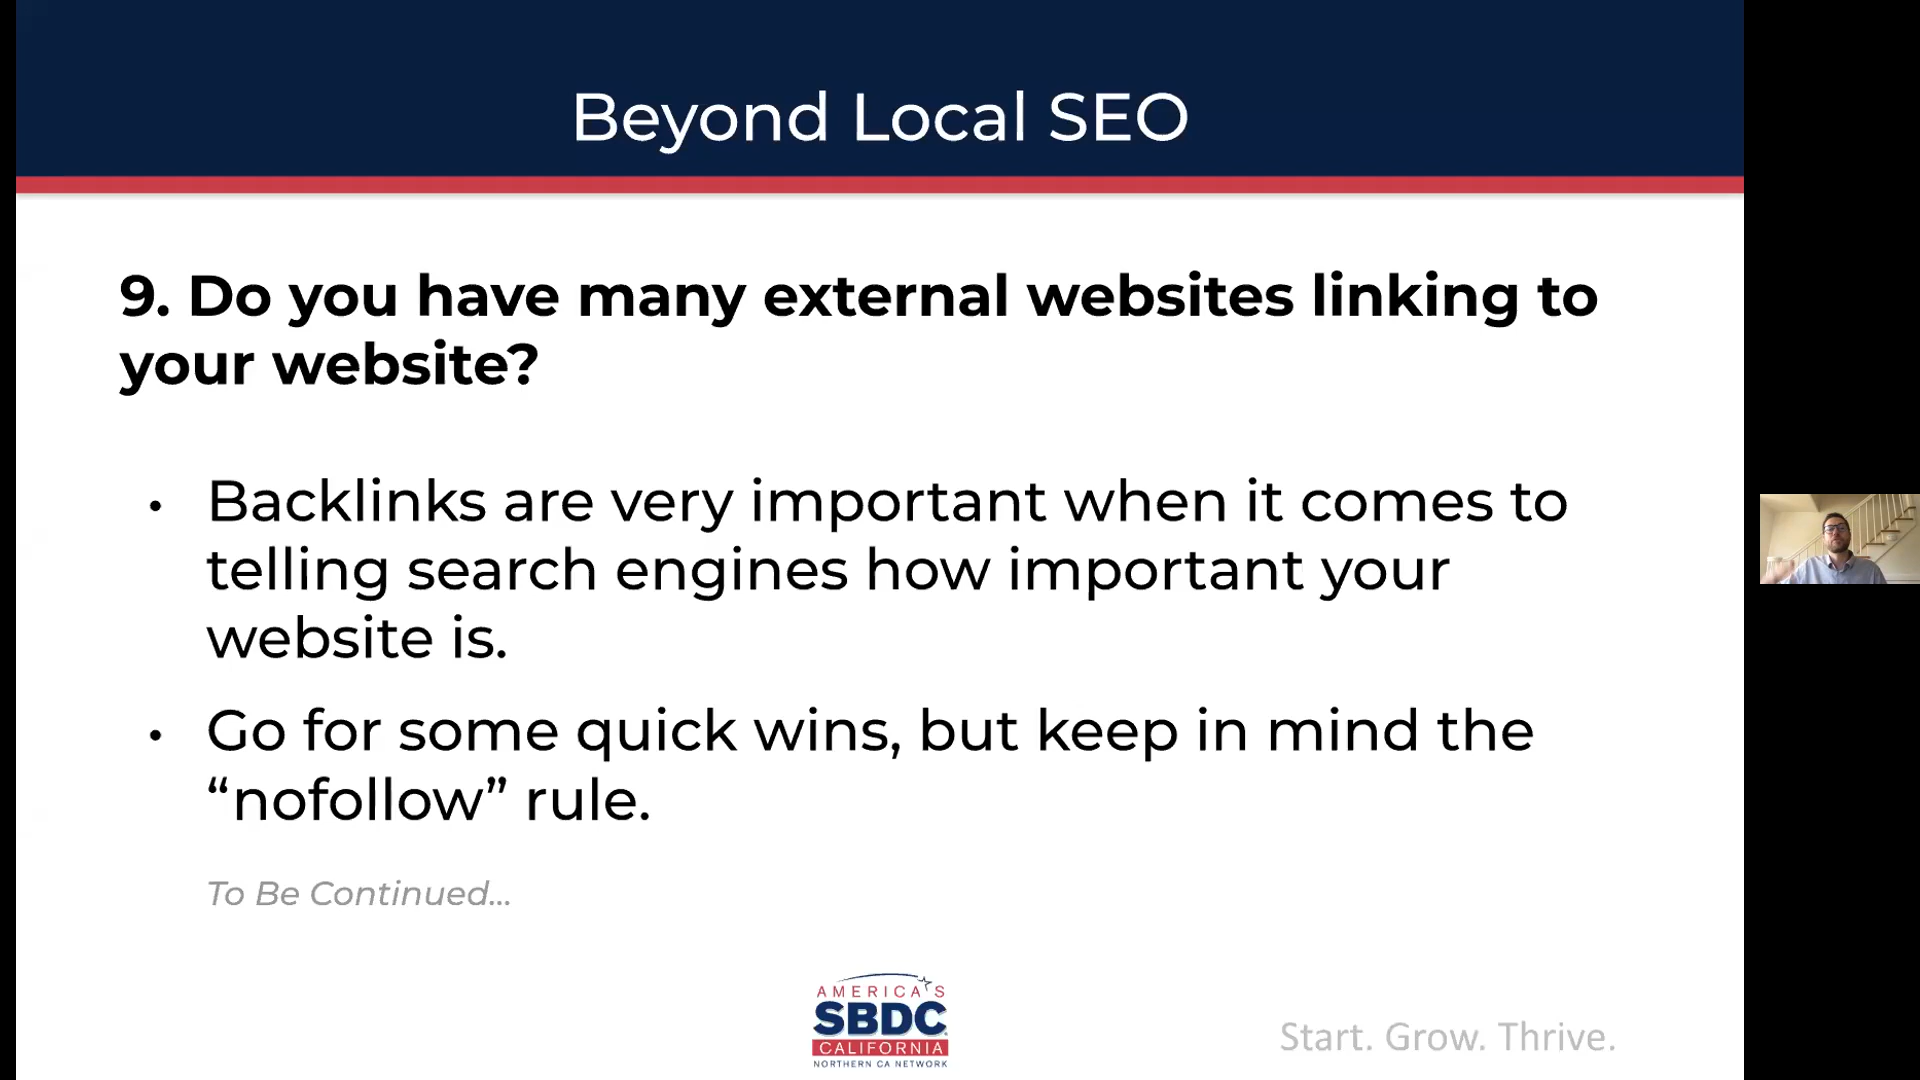 Beyond Local SEO
9. Do you have many external websites linking to
your website?
• Backlinks are very important when it comes to
telling search engines how important your
website is.
• Go for some quick wins, but keep in mind the
“nofollow” rule.
To Be Continued...
AMERICA'S
SBDC
CALIFORNIA
NORTHERN CA NETWORK
Start. Grow. Thrive.